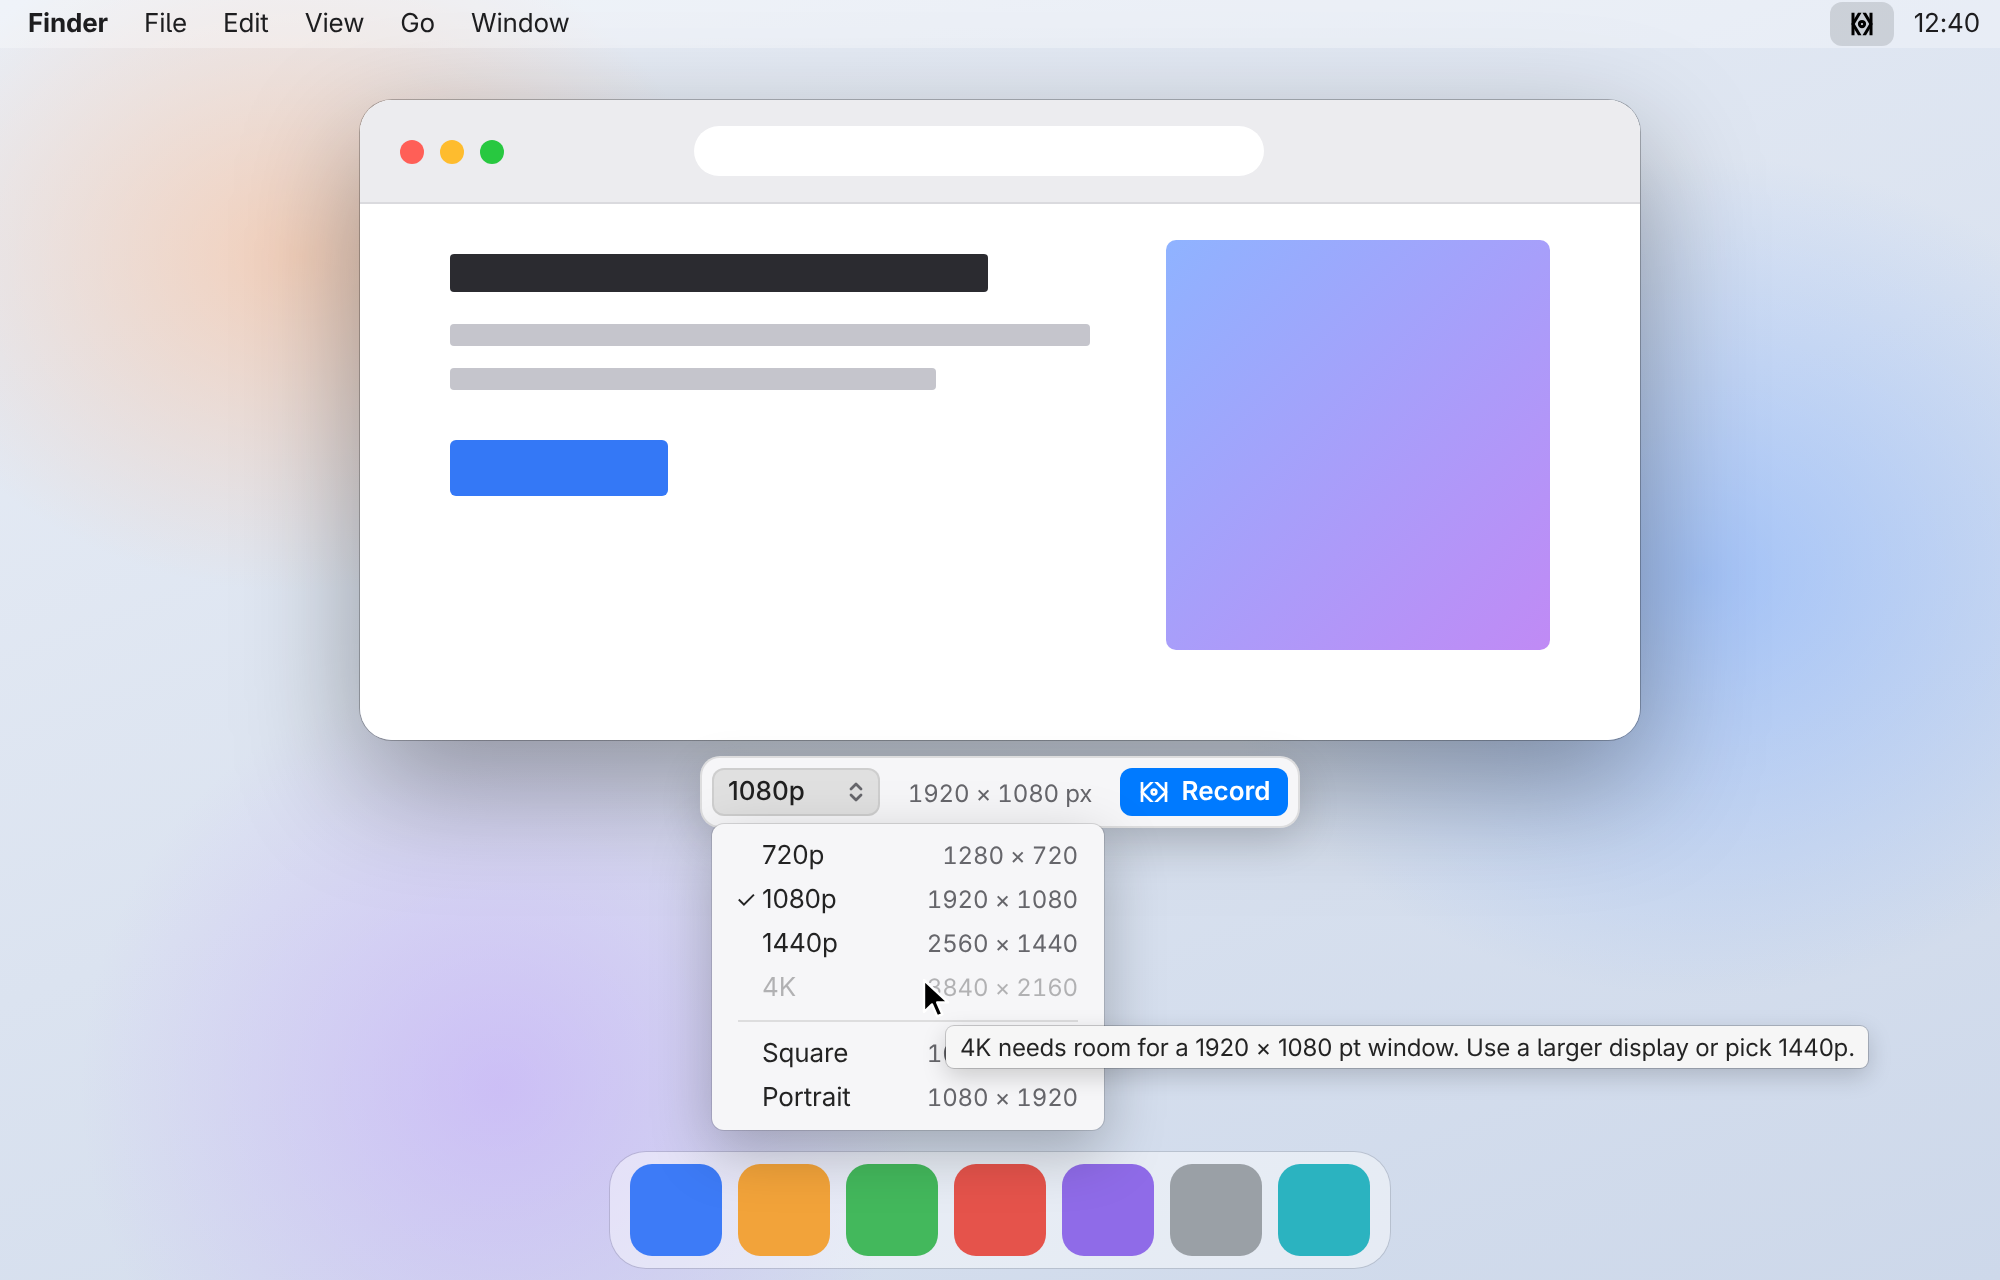 Finder File Edit View Go Window 12:40
1080p 1920 × 1080 px Record
720p 1280 × 720
1080p 1920 × 1080
1440p 2560 × 1440
4K 3840 × 2160
Square
4K needs room for a 1920 × 1080 pt window. Use a larger display or pick 1440p.
Portrait 1080 × 1920